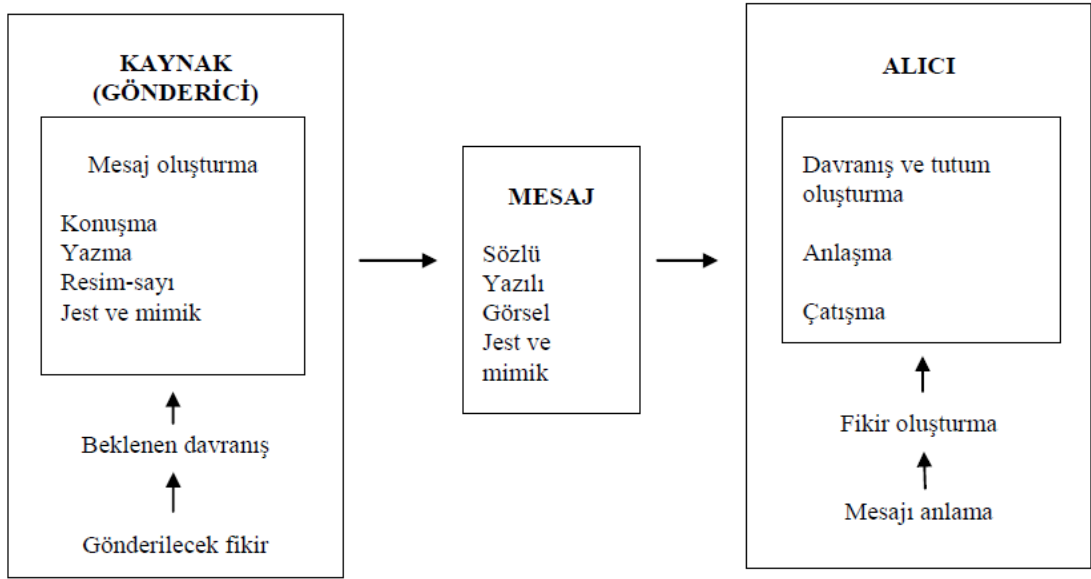 KAYNAK
(GÖNDERİCİ)
Mesaj oluşturma
Konuşma
Yazma
Resim-sayı
Jest ve mimik
Beklenen davranış
Gönderilecek fikir
MESAJ
Sözlü
Yazılı
Görsel
Jest ve
mimik
ALICI
Davranış ve tutum
oluşturma
Anlaşma
Çatışma
Fikir oluşturma
Mesajı anlama